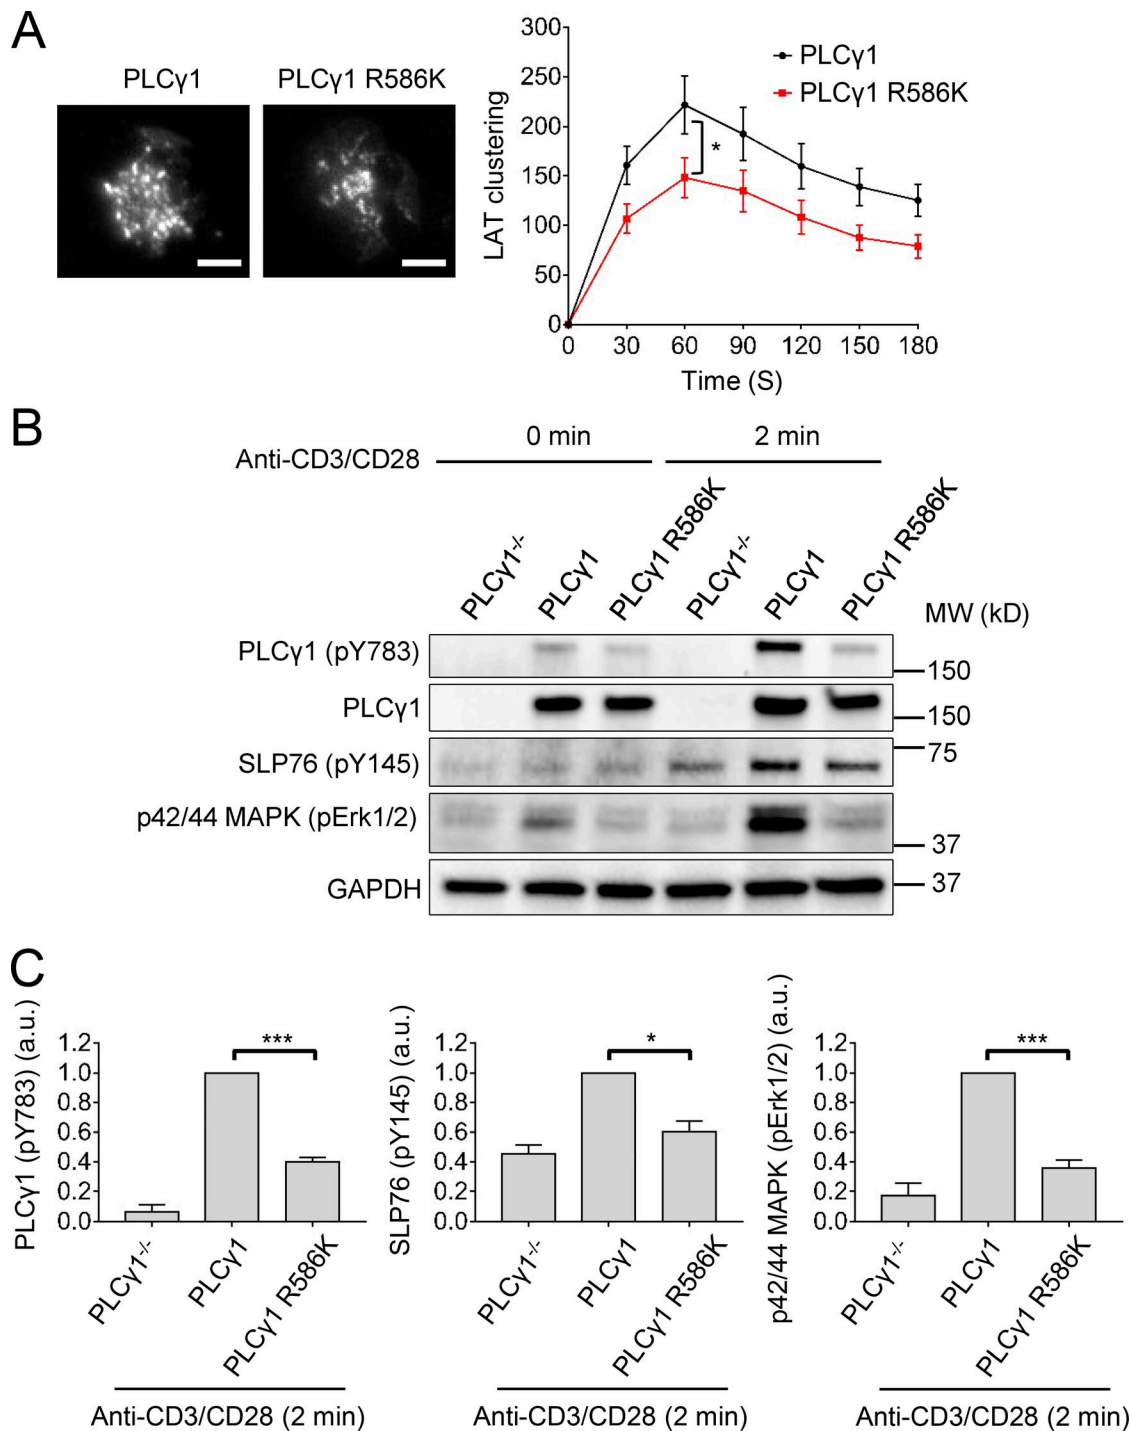 A
PLCγ1
PLCγ1 R586K
300
250
200
150
100
50
0
LAT clustering
PLCγ1
PLCγ1 R586K
*
0 30 60 90 120 150 180
Time (S)
B
Anti-CD3/CD28
0 min
2 min
PLCγ1-/-
PLCγ1
PLCγ1 R586K
PLCγ1-/-
PLCγ1
PLCγ1 R586K
MW (kD)
PLCγ1 (pY783)
150
PLCγ1
150
SLP76 (pY145)
75
p42/44 MAPK (pErk1/2)
37
GAPDH
37
C
PLCγ1 (pY783) (a.u.)
1.2
1.0
0.8
0.6
0.4
0.2
0.0
***
PLCγ1-/-
PLCγ1
PLCγ1 R586K
Anti-CD3/CD28 (2 min)
SLP76 (pY145) (a.u.)
1.2
1.0
0.8
0.6
0.4
0.2
0.0
*
PLCγ1-/-
PLCγ1
PLCγ1 R586K
Anti-CD3/CD28 (2 min)
p42/44 MAPK (pErk1/2) (a.u.)
1.2
1.0
0.8
0.6
0.4
0.2
0.0
***
PLCγ1-/-
PLCγ1
PLCγ1 R586K
Anti-CD3/CD28 (2 min)